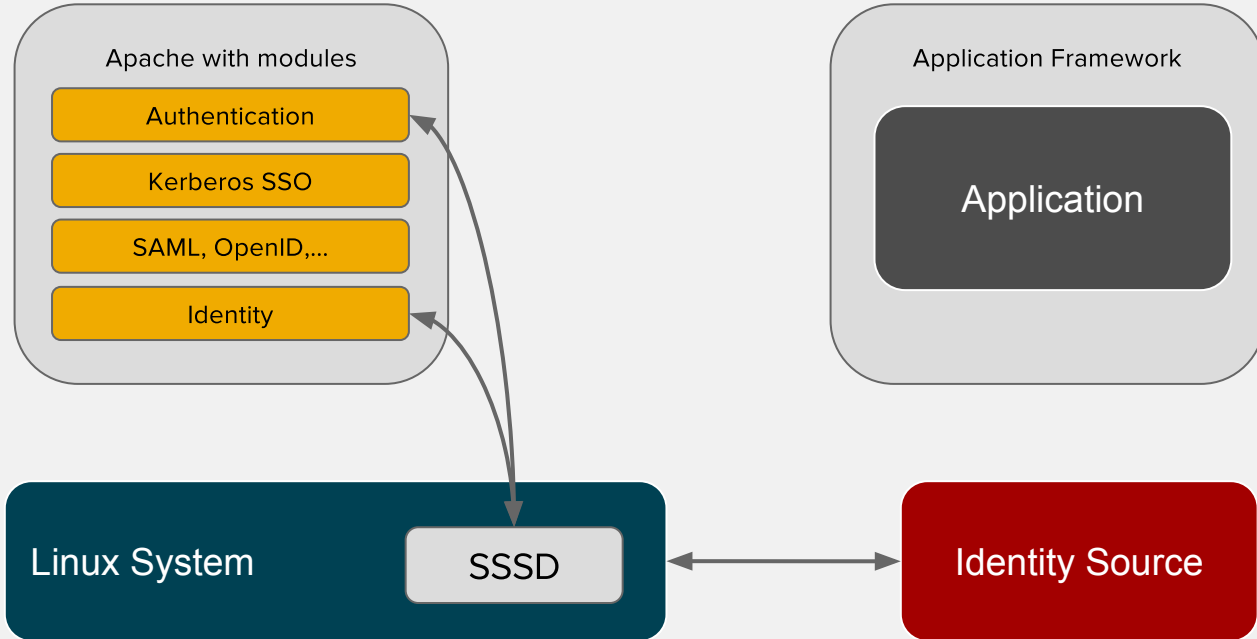 Apache with modules
Authentication
Kerberos SSO
SAML, OpenID,...
Identity
Application Framework
Application
Linux System
SSSD
Identity Source